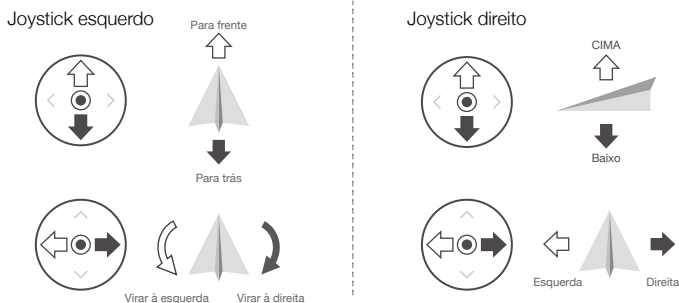 Joystick esquerdo
Para frente
Para trás
Virar à esquerda
Virar à direita
Joystick direito
CIMA
Baixo
Esquerda
Direita